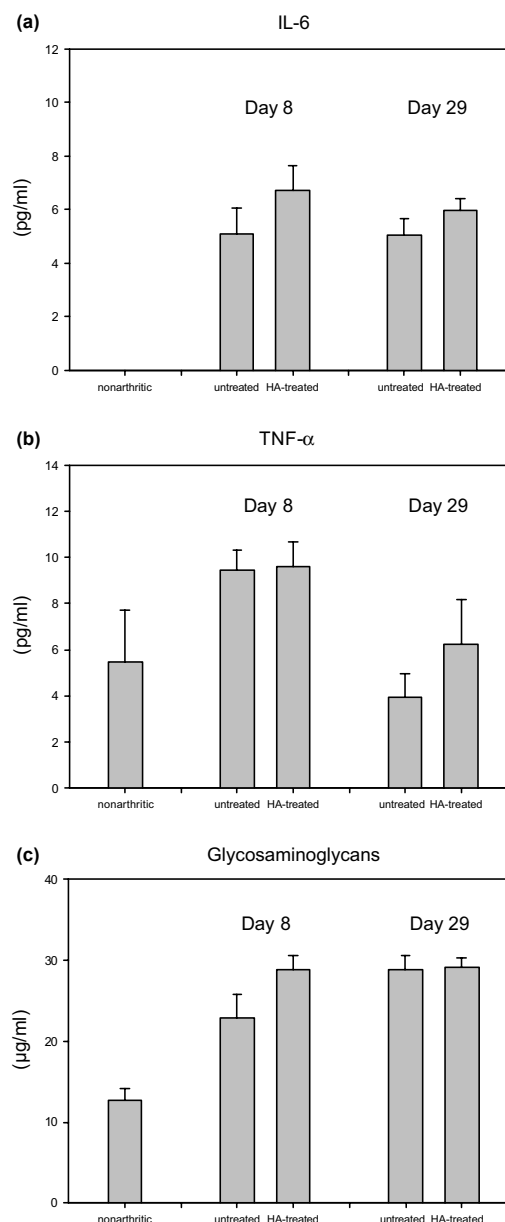 (a)
IL-6
12
10
8
6
4
2
0
(pg/ml)
Day 8
Day 29
nonarthritic untreated HA-treated untreated HA-treated
(b)
TNF-α
14
12
10
8
6
4
2
0
(pg/ml)
Day 8
Day 29
nonarthritic untreated HA-treated untreated HA-treated
(c)
Glycosaminoglycans
40
30
20
10
0
(μg/ml)
Day 8
Day 29
nonarthritic untreated HA-treated untreated HA-treated